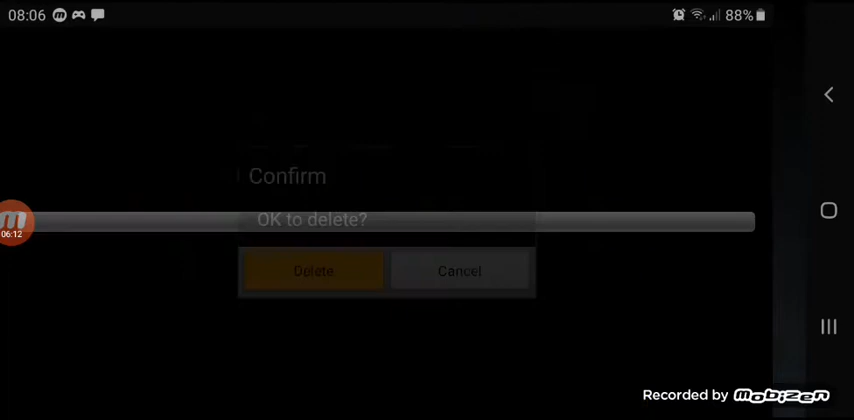 08:06 88%
Confirm
OK to delete?
06:12
Delete Cancel
Recorded by mobizen